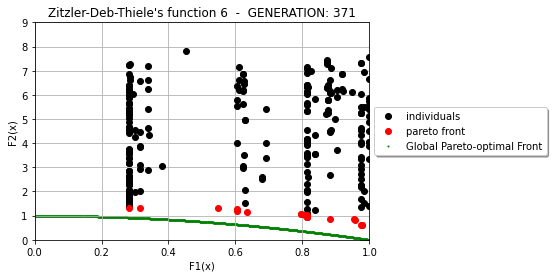 Zitzler-Deb-Thiele's function 6 - GENERATION: 371
9
8
7
6
5
4
3
2
1
0
F2(x)
0.0 0.2 0.4 0.6 0.8 1.0
F1(x)
individuals
pareto front
Global Pareto-optimal Front